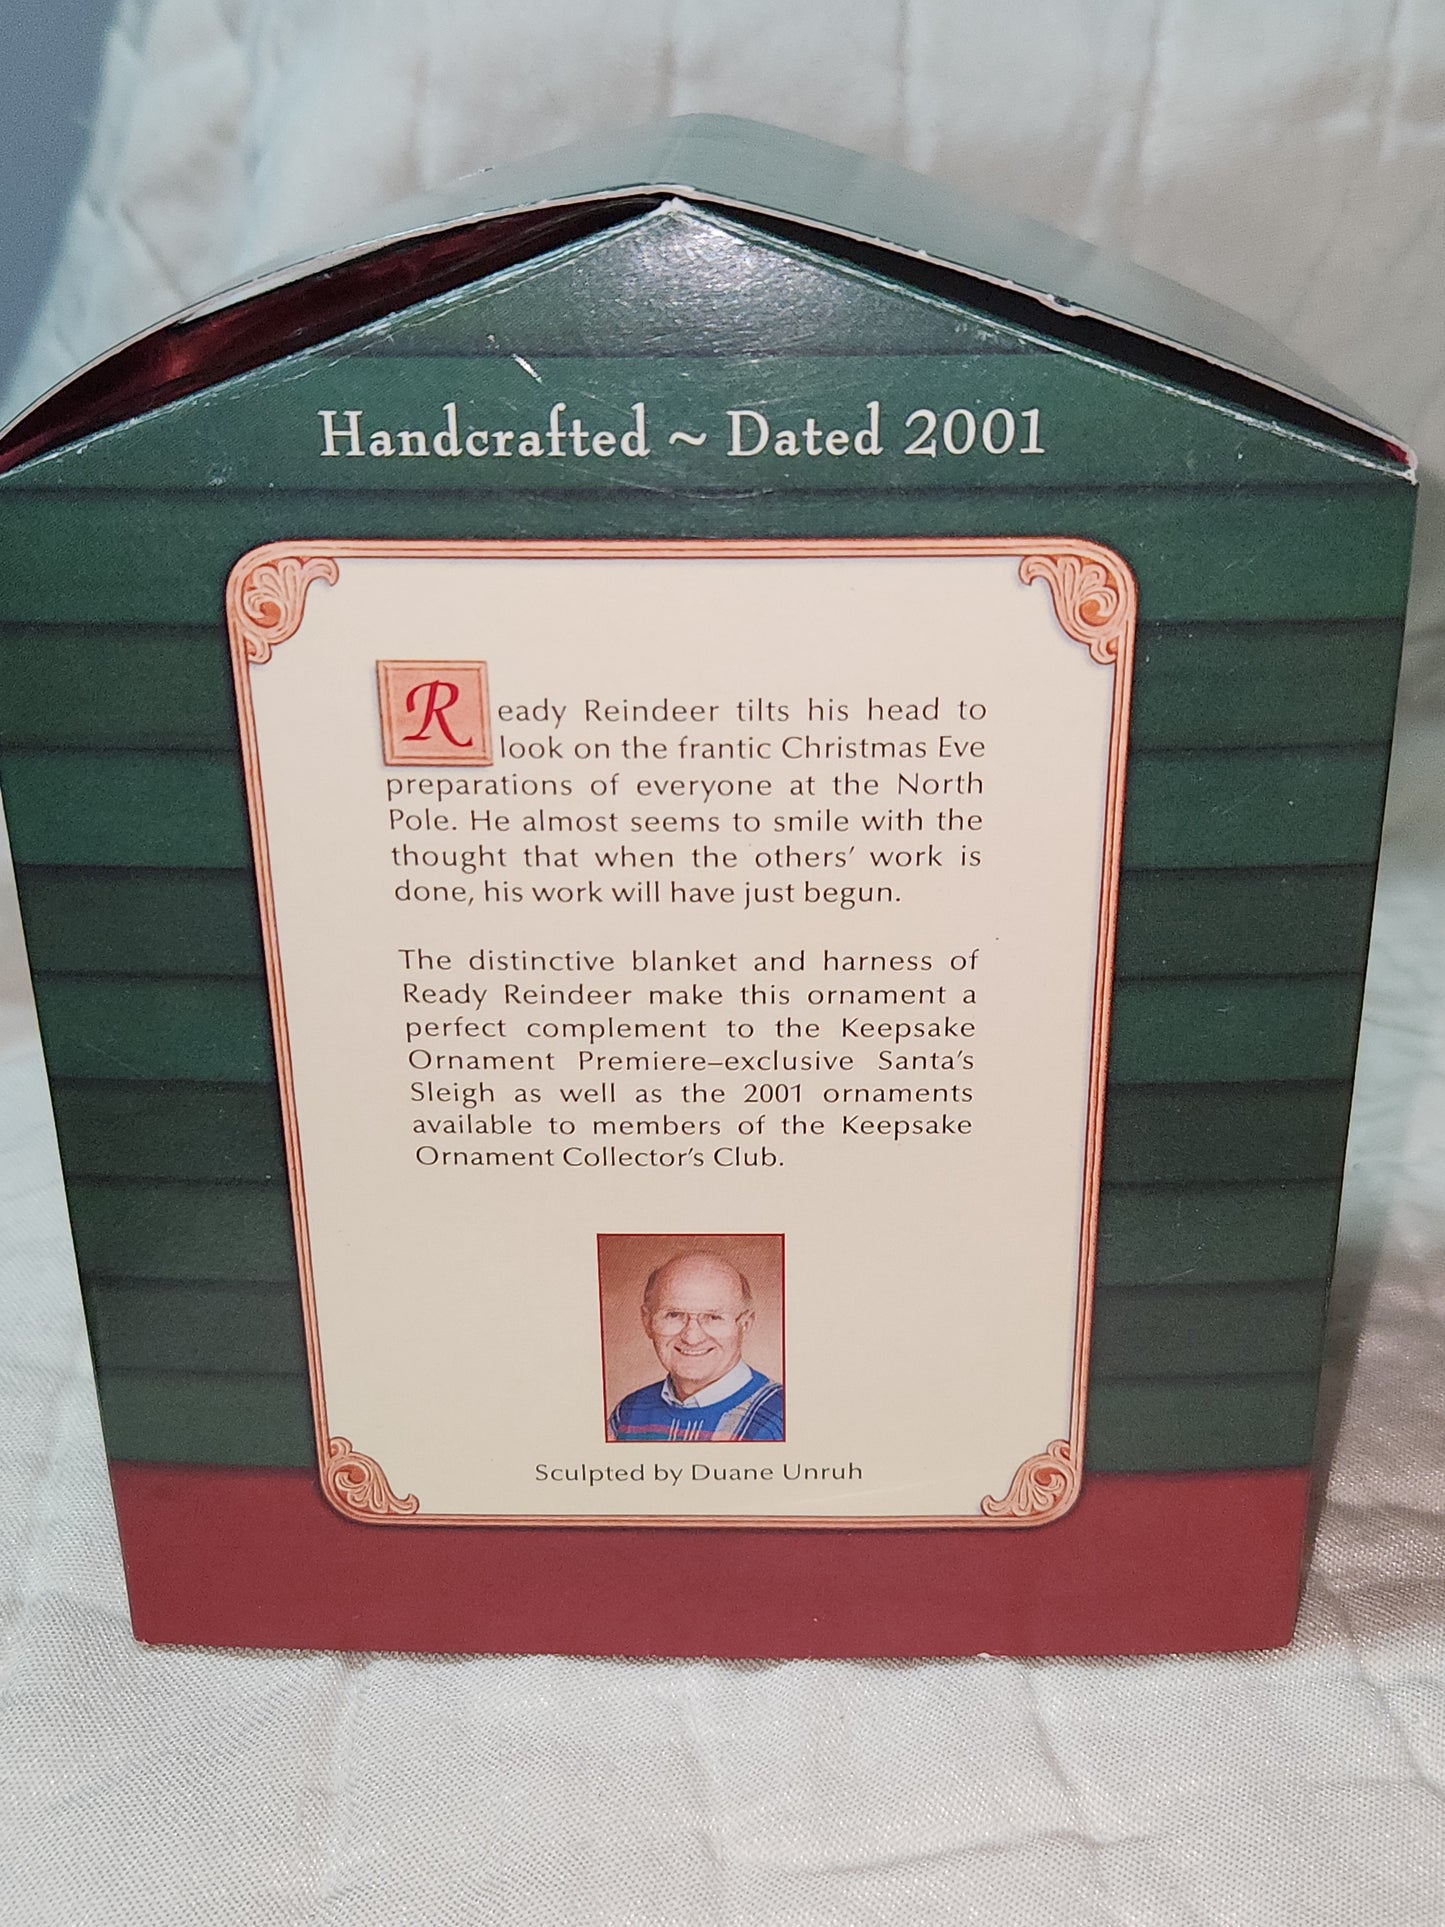 Handcrafted ~ Dated 2001
Ready Reindeer tilts his head to
look on the frantic Christmas Eve
preparations of everyone at the North
Pole. He almost seems to smile with the
thought that when the others' work is
done, his work will have just begun.
The distinctive blanket and harness of
Ready Reindeer make this ornament a
perfect complement to the Keepsake
Ornament Premiere–exclusive Santa's
Sleigh as well as the 2001 ornaments
available to members of the Keepsake
Ornament Collector's Club.
Sculpted by Duane Unruh